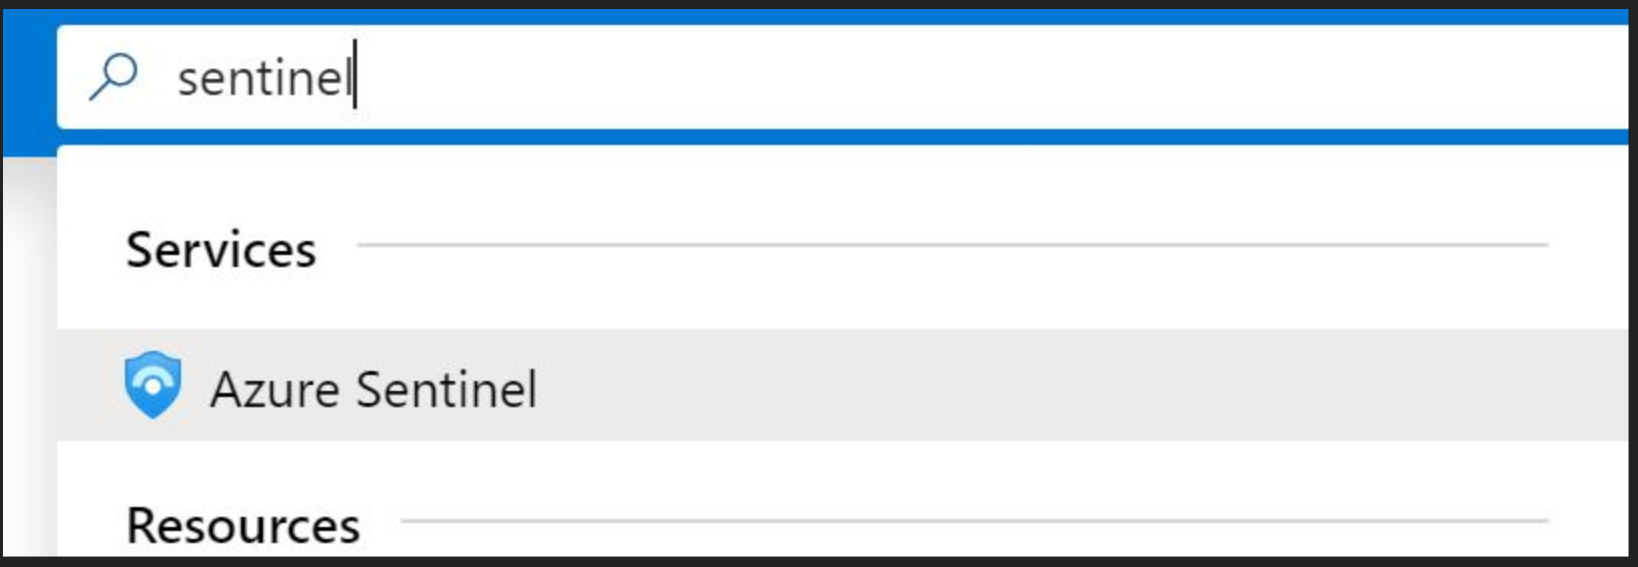 sentinel
Services
Azure Sentinel
Resources